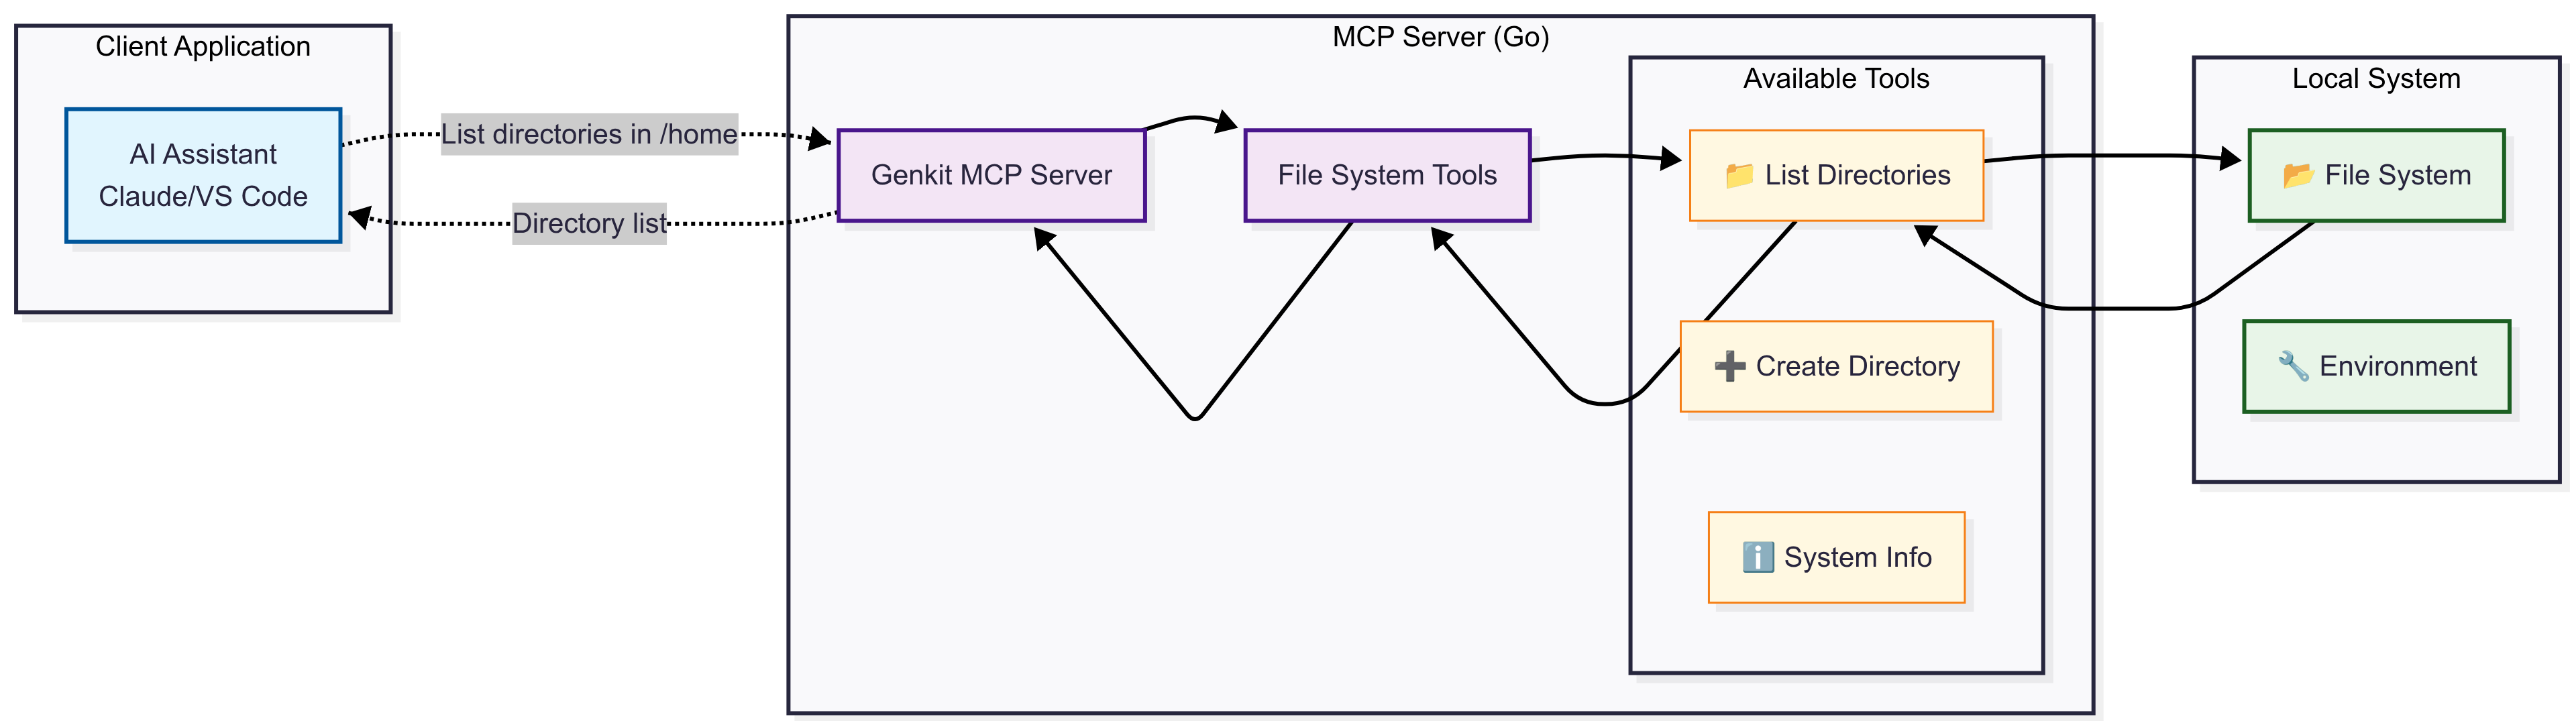 Client Application
AI Assistant
Claude/VS Code
List directories in /home
Directory list
MCP Server (Go)
Genkit MCP Server
File System Tools
Available Tools
📁 List Directories
➕ Create Directory
ℹ️ System Info
Local System
📂 File System
🔧 Environment